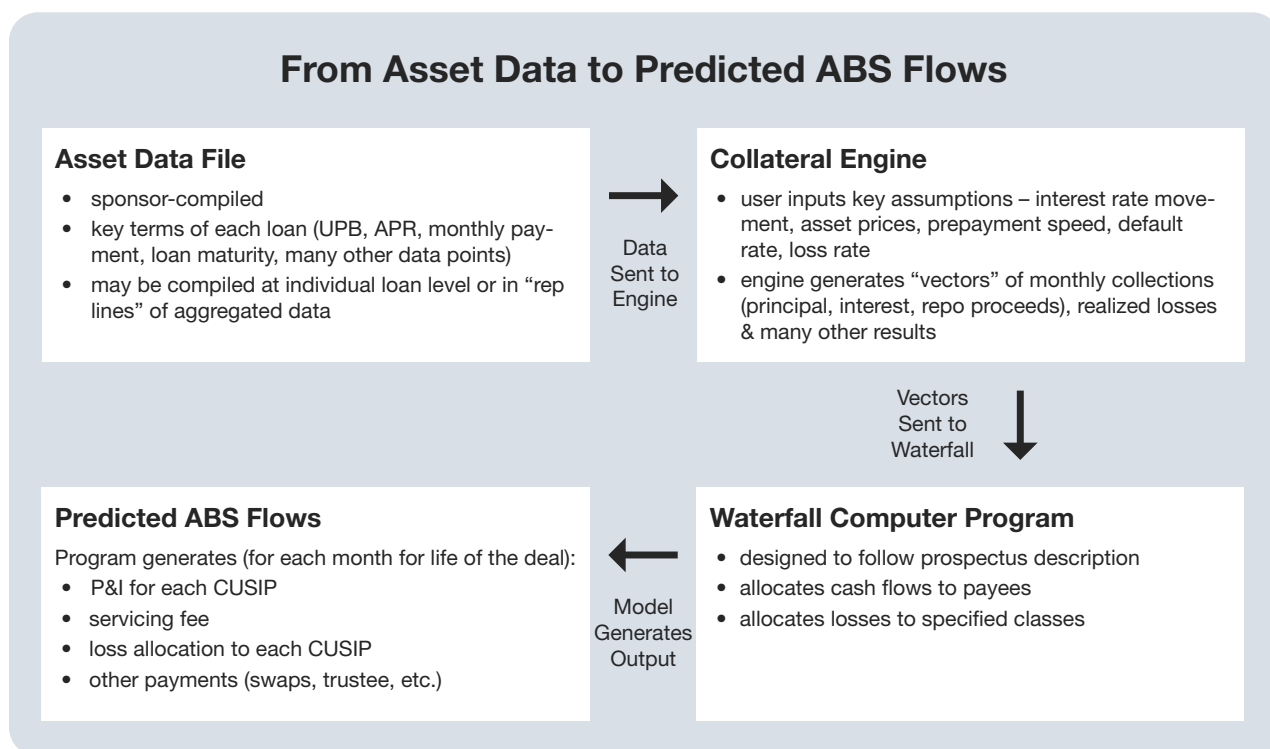 From Asset Data to Predicted ABS Flows
Asset Data File
• sponsor-compiled
• key terms of each loan (UPB, APR, monthly pay-
ment, loan maturity, many other data points)
• may be compiled at individual loan level or in “rep
lines” of aggregated data
Data
Sent to
Engine
Collateral Engine
• user inputs key assumptions – interest rate move-
ment, asset prices, prepayment speed, default
rate, loss rate
• engine generates “vectors” of monthly collections
(principal, interest, repo proceeds), realized losses
& many other results
Vectors
Sent to
Waterfall
Waterfall Computer Program
• designed to follow prospectus description
• allocates cash flows to payees
• allocates losses to specified classes
Model
Generates
Output
Predicted ABS Flows
Program generates (for each month for life of the deal):
• P&I for each CUSIP
• servicing fee
• loss allocation to each CUSIP
• other payments (swaps, trustee, etc.)